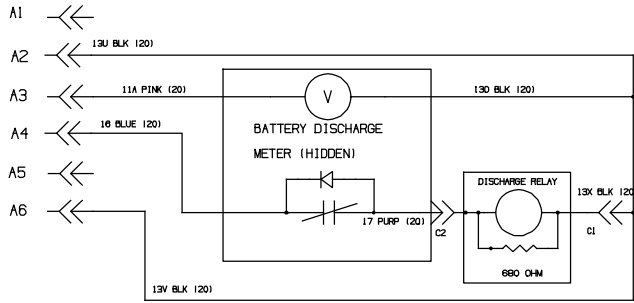 A1
A2
13U BLK (20)
A3
11A PINK (20)
V
13D BLK (20)
A4
16 BLUE (20)
BATTERY DISCHARGE
METER (HIDDEN)
A5
DISCHARGE RELAY
13X BLK (20
A6
17 PURP (20)
C2
C1
680 OHM
13V BLK (20)